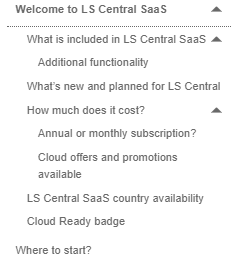 Welcome to LS Central SaaS
What is included in LS Central SaaS
Additional functionality
What's new and planned for LS Central
How much does it cost?
Annual or monthly subscription?
Cloud offers and promotions
available
LS Central SaaS country availability
Cloud Ready badge
Where to start?